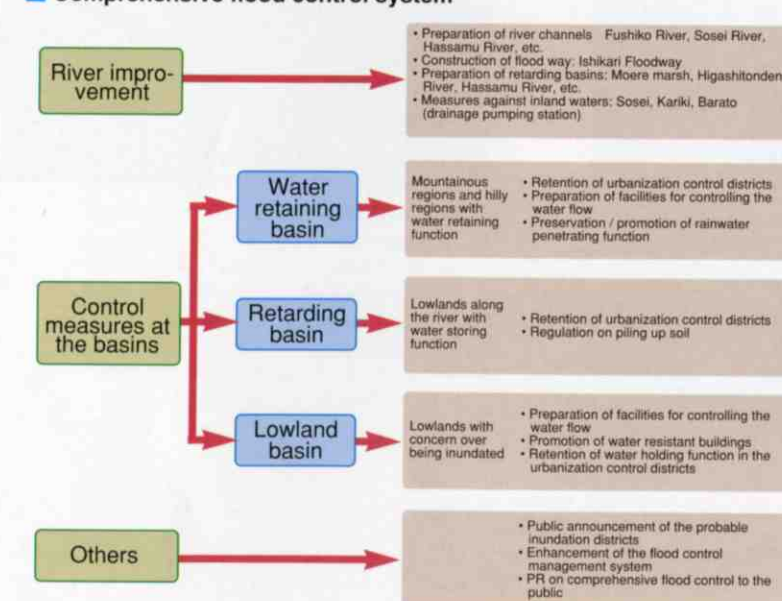 Comprehensive flood control system
River impro-
vement
• Preparation of river channels Fushiko River, Sosei River,
Hassamu River, etc.
• Construction of flood way: Ishikari Floodway
• Preparation of retarding basins: Moere marsh, Higashitonden
River, Hassamu River, etc.
• Measures against inland waters: Sosei, Kariki, Barato
(drainage pumping station)
Control
measures at
the basins
Water
retaining
basin
Mountainous
regions and hilly
regions with
water retaining
function
• Retention of urbanization control districts
• Preparation of facilities for controlling the
water flow
• Preservation / promotion of rainwater
penetrating function
Retarding
basin
Lowlands along
the river with
water storing
function
• Retention of urbanization control districts
• Regulation on piling up soil
Lowland
basin
Lowlands with
concern over
being inundated
• Preparation of facilities for controlling the
water flow
• Promotion of water resistant buildings
• Retention of water holding function in the
urbanization control districts
Others
• Public announcement of the probable
inundation districts
• Enhancement of the flood control
management system
• PR on comprehensive flood control to the
public